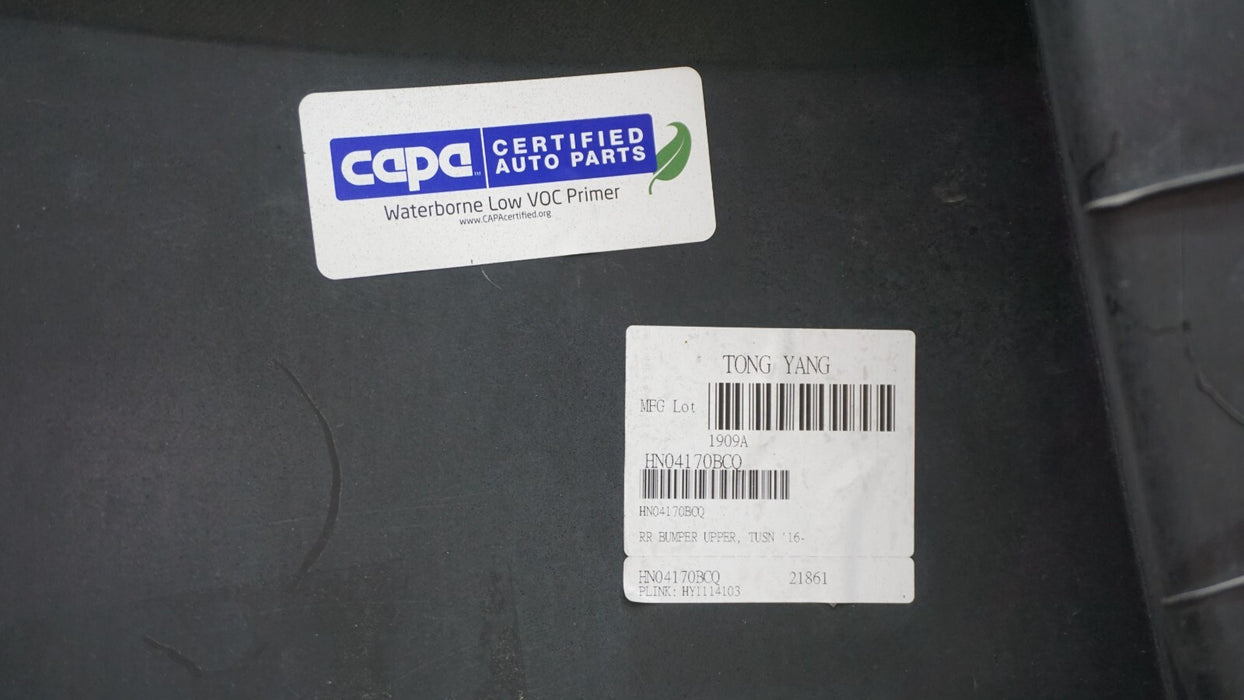 capa™ CERTIFIED
AUTO PARTS
Waterborne Low VOC Primer
www.CAPAcertified.org
TONG YANG
MFG Lot
1909A
HN04170BCQ
HN04170BCQ
RR BUMPER UPPER, TUSN '16-
HN04170BCQ 21861
PLINK: HY1114103